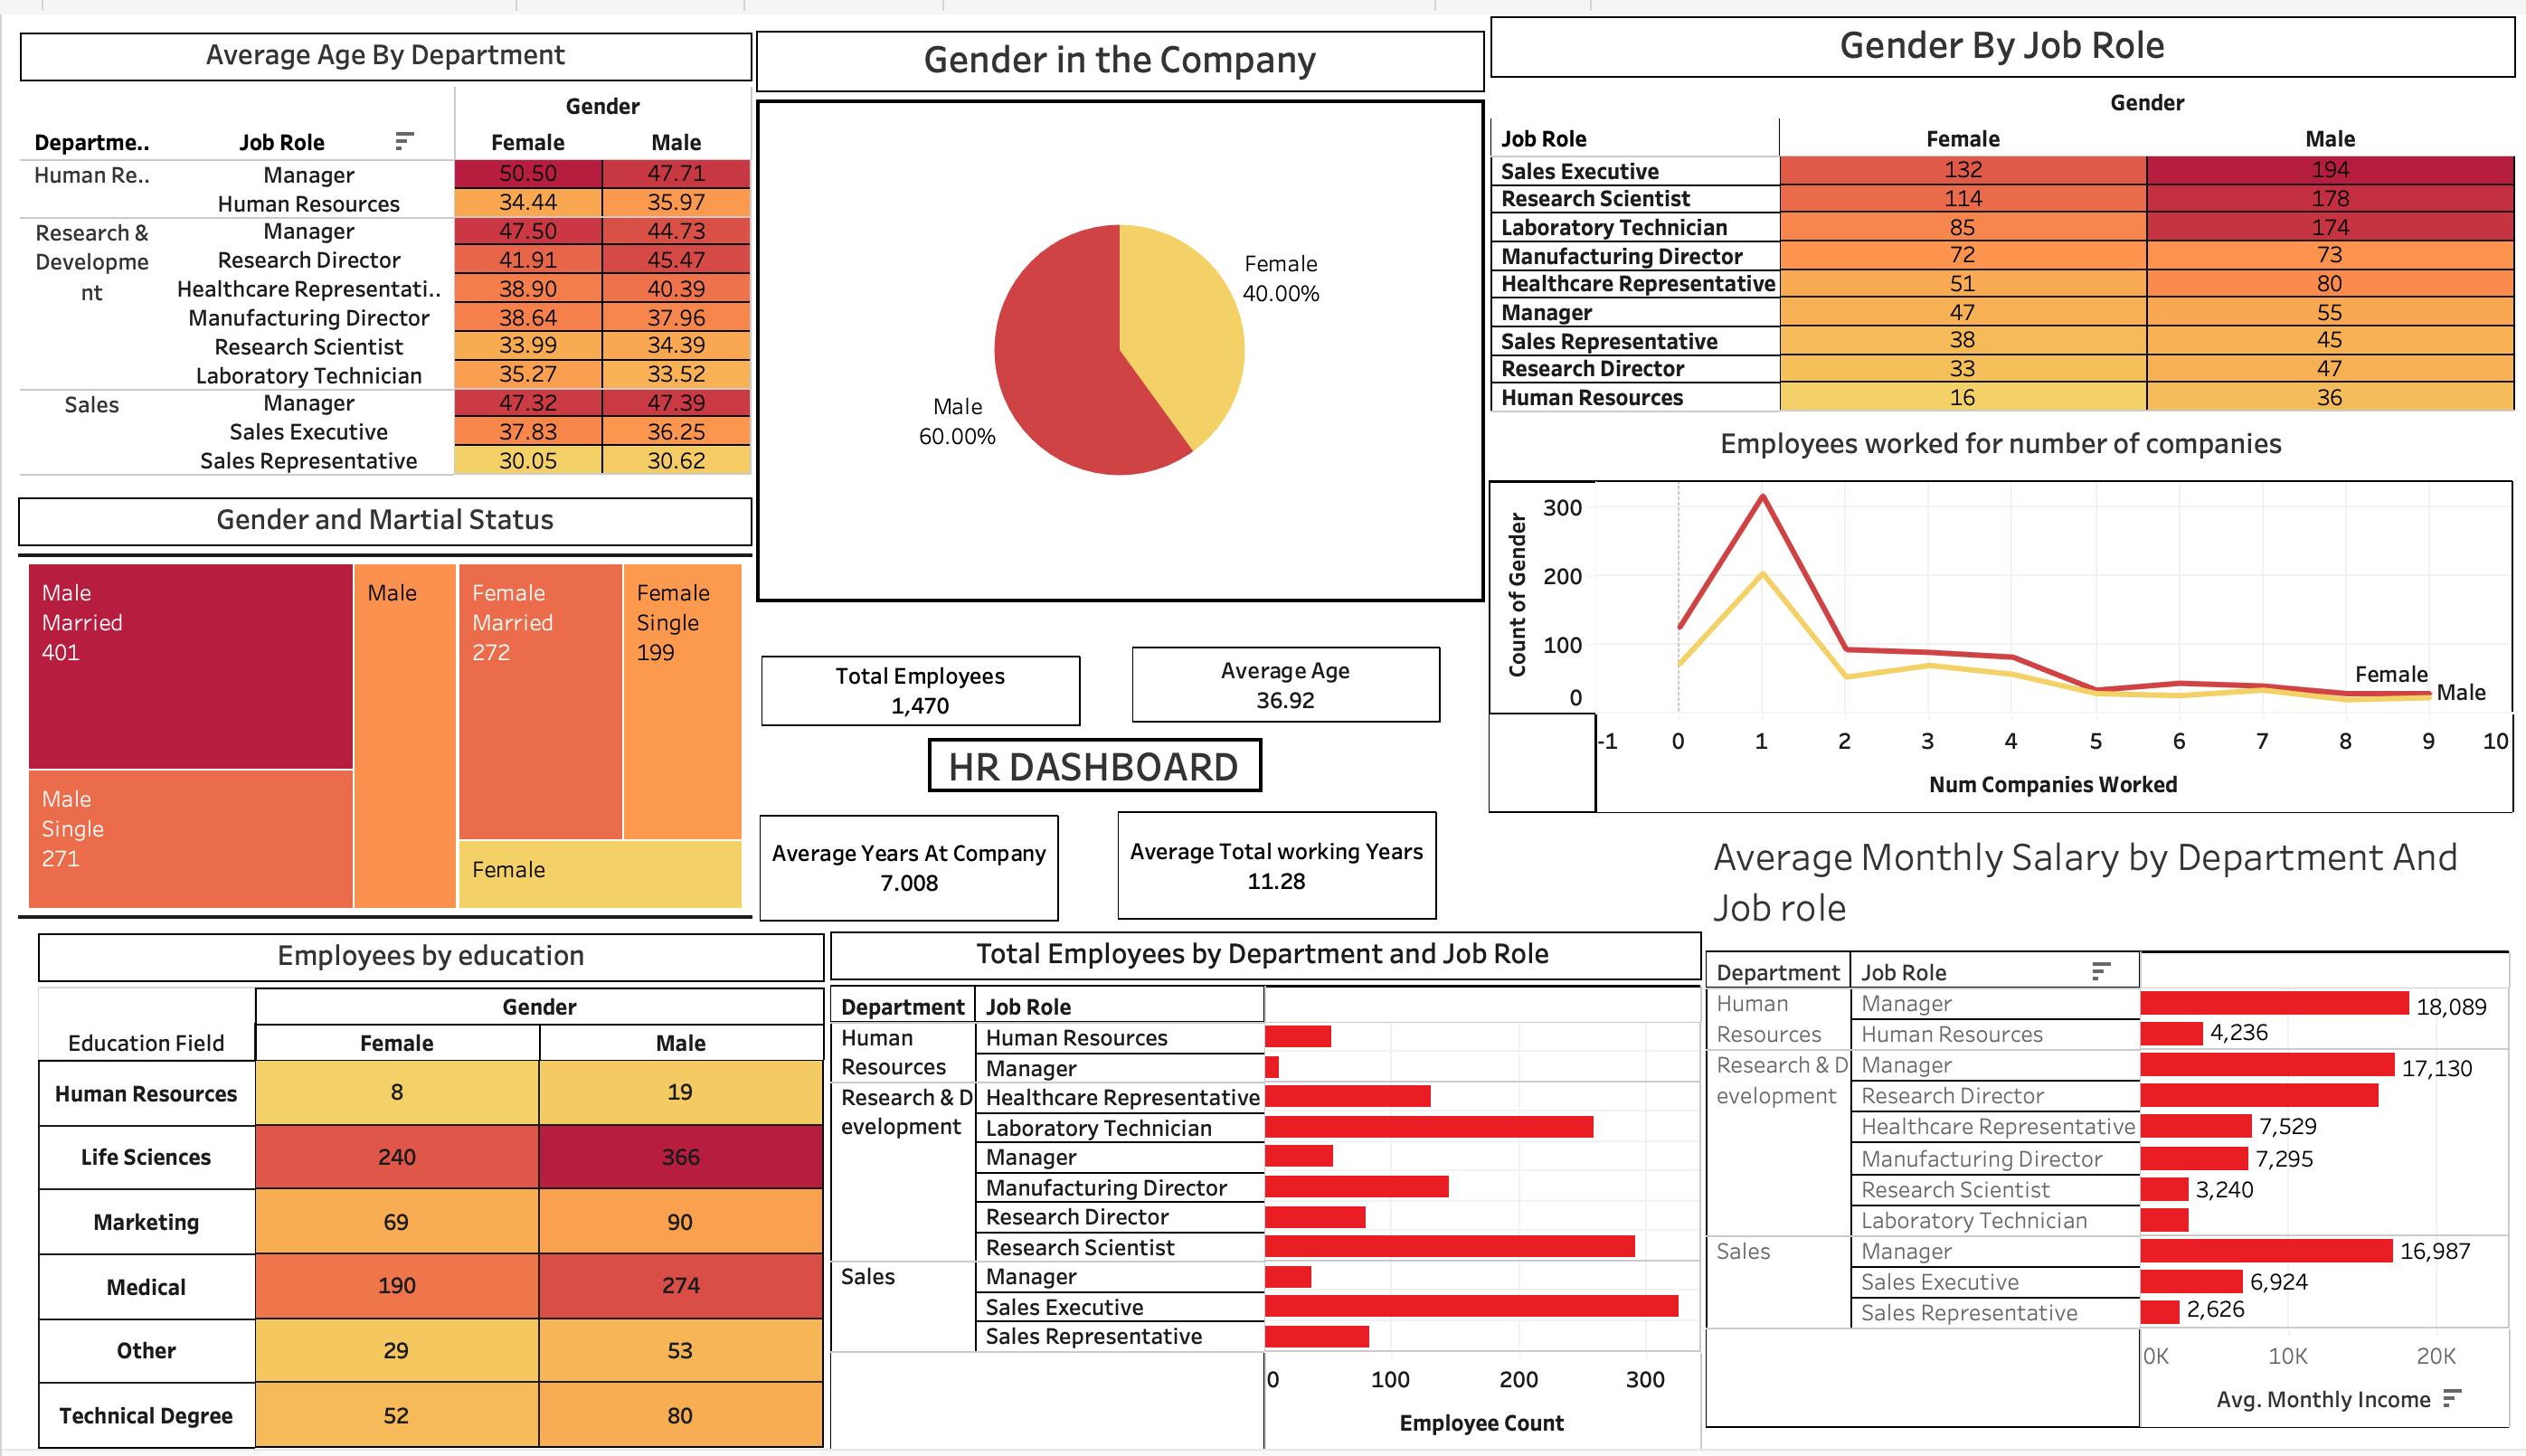 Average Age By Department
Gender
Departme.. Job Role Female Male
Human Re.. Manager 50.50 47.71
Human Resources 34.44 35.97
Research & Developme nt Manager 47.50 44.73
Research Director 41.91 45.47
Healthcare Representati.. 38.90 40.39
Manufacturing Director 38.64 37.96
Research Scientist 33.99 34.39
Laboratory Technician 35.27 33.52
Sales Manager 47.32 47.39
Sales Executive 37.83 36.25
Sales Representative 30.05 30.62
Gender in the Company
Female
40.00%
Male
60.00%
Gender By Job Role
Gender
Job Role Female Male
Sales Executive 132 194
Research Scientist 114 178
Laboratory Technician 85 174
Manufacturing Director 72 73
Healthcare Representative 51 80
Manager 47 55
Sales Representative 38 45
Research Director 33 47
Human Resources 16 36
Employees worked for number of companies
Count of Gender
300
200
100
0
Female
Male
-1 0 1 2 3 4 5 6 7 8 9 10
Num Companies Worked
Gender and Martial Status
Male
Married
401
Male
Single
271
Male
Female
Married
272
Female
Single
199
Female
Total Employees
1,470
Average Age
36.92
HR DASHBOARD
Average Years At Company
7.008
Average Total working Years
11.28
Employees by education
Gender
Education Field Female Male
Human Resources 8 19
Life Sciences 240 366
Marketing 69 90
Medical 190 274
Other 29 53
Technical Degree 52 80
Total Employees by Department and Job Role
Department Job Role
Human Resources Human Resources
Manager
Research & D evelopment Healthcare Representative
Laboratory Technician
Manager
Manufacturing Director
Research Director
Research Scientist
Sales Manager
Sales Executive
Sales Representative
0 100 200 300
Employee Count
Average Monthly Salary by Department And
Job role
Department Job Role
Human Resources Manager 18,089
Human Resources 4,236
Research & D evelopment Manager 17,130
Research Director
Healthcare Representative 7,529
Manufacturing Director 7,295
Research Scientist 3,240
Laboratory Technician
Sales Manager 16,987
Sales Executive 6,924
Sales Representative 2,626
0K 10K 20K
Avg. Monthly Income